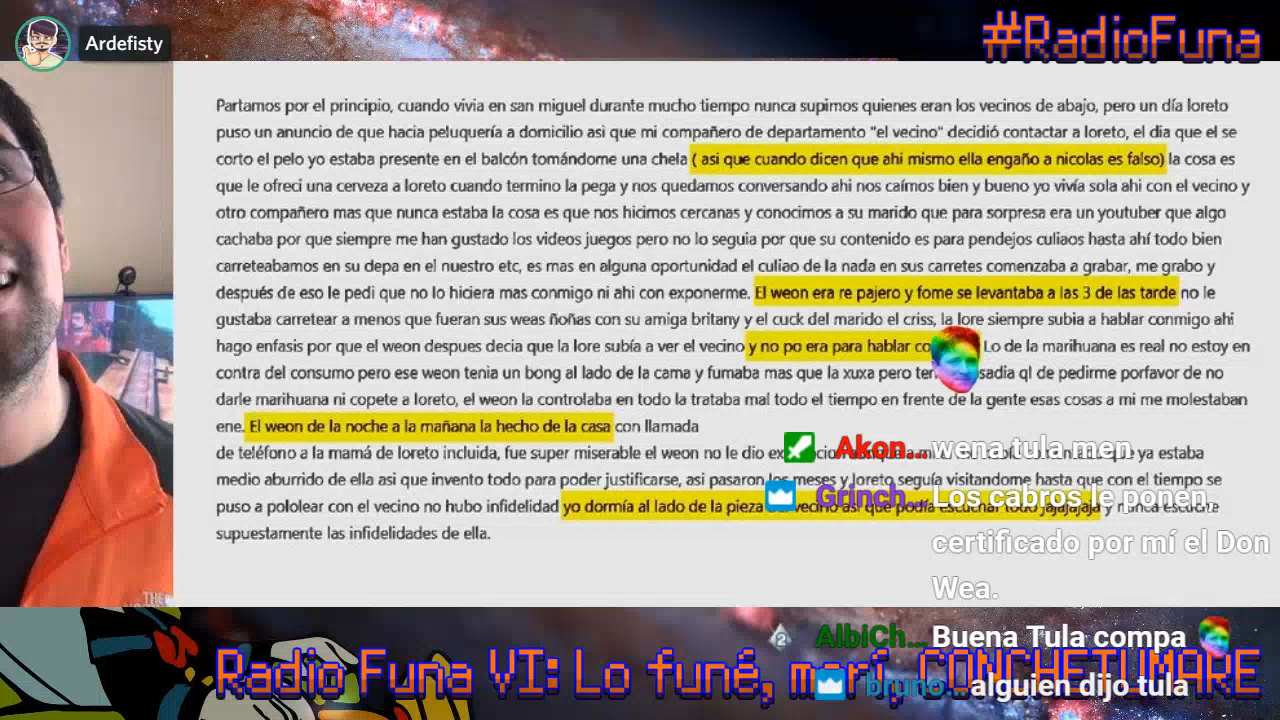 Ardefisty
#RadioFuna
Partamos por el principio, cuando vivia en san miguel durante mucho tiempo nunca supimos quienes eran los vecinos de abajo, pero un día loreto
puso un anuncio de que hacia peluquería a domicilio asi que mi compañero de departamento "el vecino" decidió contactar a loreto, el dia que el se
corto el pelo yo estaba presente en el balcón tomándome una chela ( asi que cuando dicen que ahi mismo ella engaño a nicolas es falso) la cosa es
que le ofreci una cerveza a loreto cuando termino la pega y nos quedamos conversando ahi nos caímos bien y bueno yo vivía sola ahi con el vecino y
otro compañero mas que nunca estaba la cosa es que nos hicimos cercanas y conocimos a su marido que para sorpresa era un youtuber que algo
cachaba por que siempre me han gustado los videos juegos pero no lo seguia por que su contenido es para pendejos culiaos hasta ahí todo bien
carreteabamos en su depa en el nuestro etc, es mas en alguna oportunidad el culiao de la nada en sus carretes comenzaba a grabar, me grabo y
después de eso le pedi que no lo hiciera mas conmigo ni ahi con exponerme. El weon era re pajero y fome se levantaba a las 3 de las tarde no le
gustaba carretear a menos que fueran sus weas ñoñas con su amiga britany y el cuck del marido el criss, la lore siempre subia a hablar conmigo ahi
hago enfasis por que el weon despues decia que la lore subía a ver el vecino y no po era para hablar Lo de la marihuana es real no estoy en
contra del consumo pero ese weon tenia un bong al lado de la cama y fumaba mas que la xuxa pero ql de pedirme porfavor de no
darle marihuana ni copete a loreto, el weon la controlaba en todo la trataba mal todo el tiempo en frente de la gente esas cosas a mi me molestaban
ene. El weon de la noche a la mañana la hecho de la casa con llamada
de teléfono a la mamá de loreto incluida, fue super miserable el weon no le dio ya estaba
medio aburrido de ella asi que invento todo para poder justificarse, asi pasaron los meses y loreto seguía visitandome hasta que con el tiempo se
puso a pololear con el vecino no hubo infidelidad yo dormía al lado de la pieza vecino asi que podía escuchar todo jajajajaja y nunca escuche
supuestamente las infidelidades de ella.
Akon... wena tula men
Grinch... Los cabros le ponen,
certificado por mí el Don
Wea.
AlbiCh... Buena Tula compa
Radio Funa VI: Lo funé, morí, CONCHETUMARE
bruno... alguien dijo tula